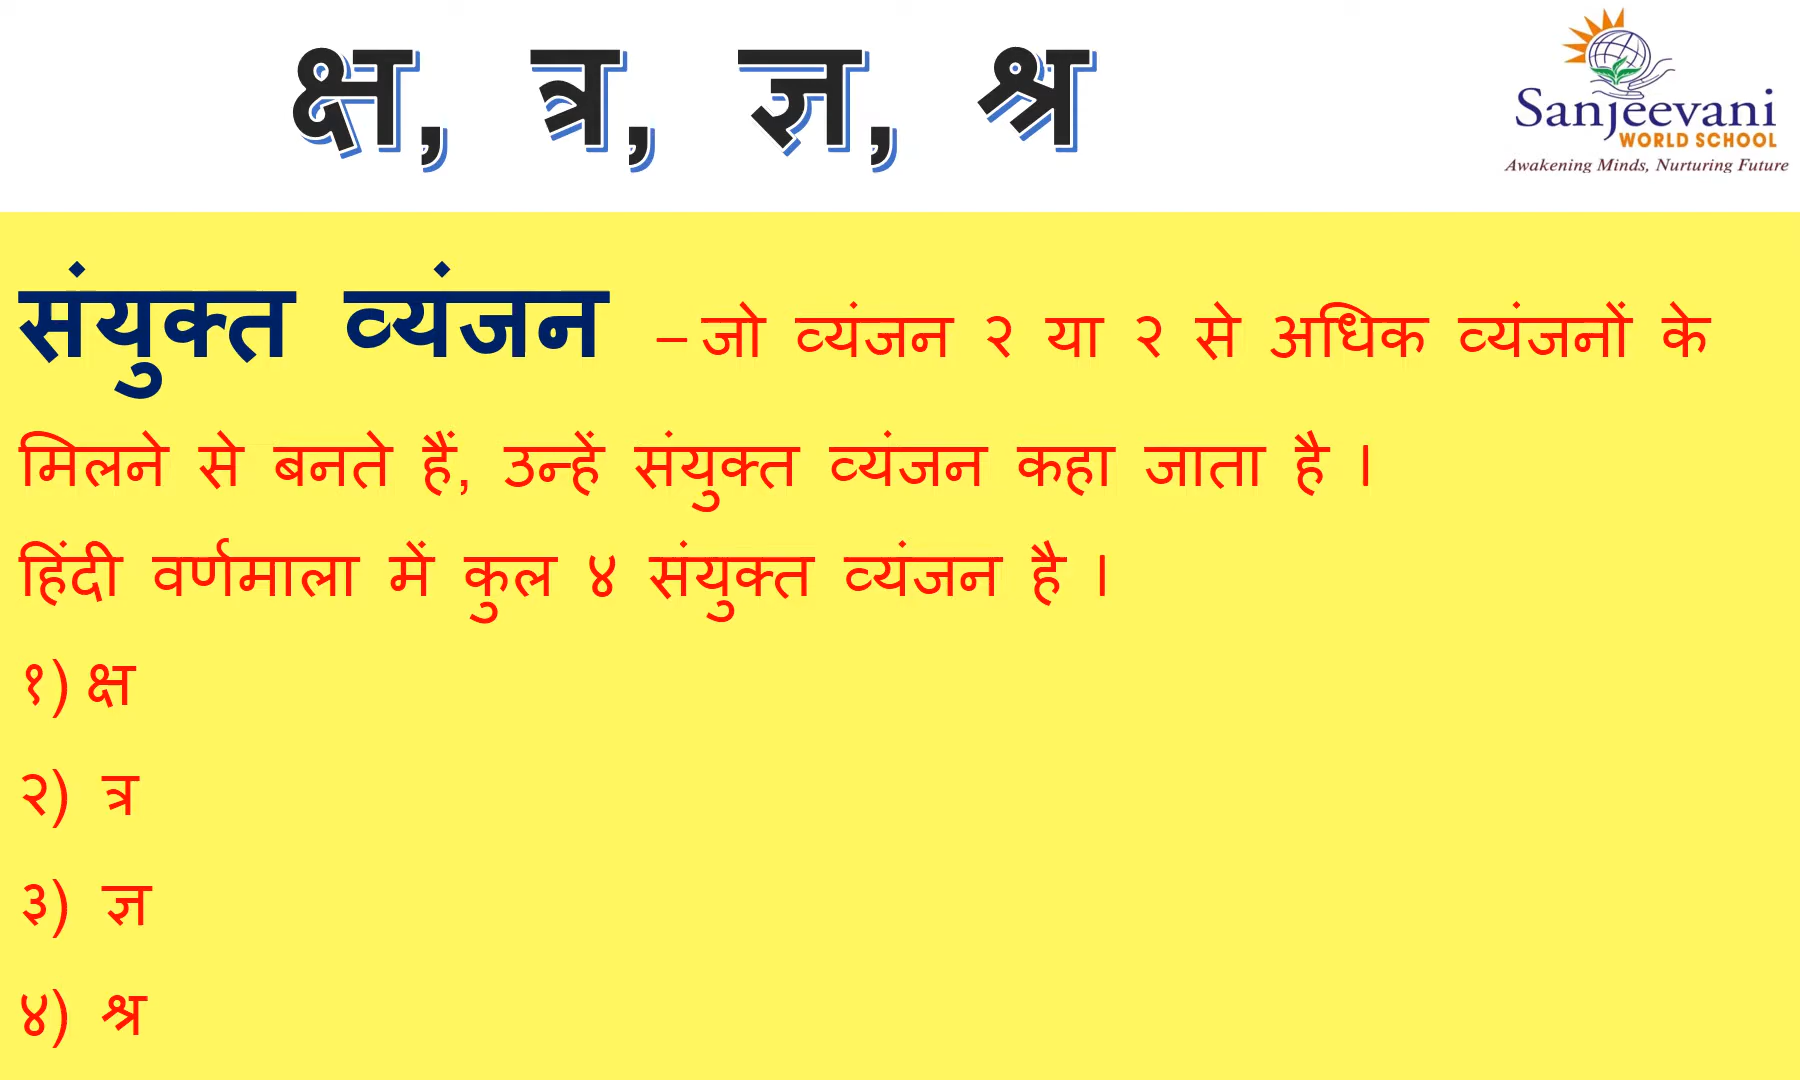 क्ष, त्र, ज्ञ, श्र
Sanjeevani
WORLD SCHOOL
Awakening Minds, Nurturing Future
संयुक्त व्यंजन – जो व्यंजन २ या २ से अधिक व्यंजनों के
मिलने से बनते हैं, उन्हें संयुक्त व्यंजन कहा जाता है ।
हिंदी वर्णमाला में कुल ४ संयुक्त व्यंजन है ।
१) क्ष
२) त्र
३) ज्ञ
४) श्र